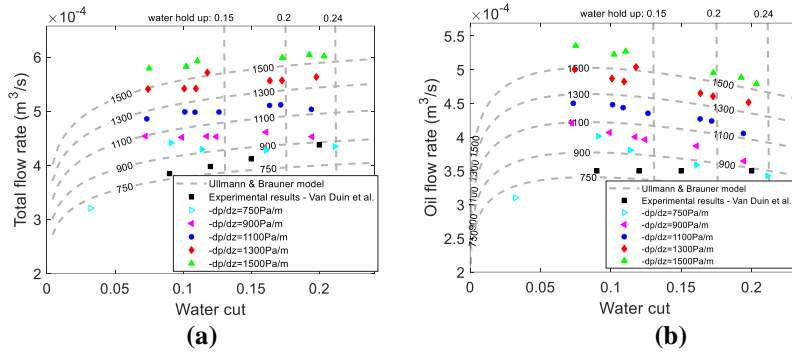 water hold up: 0.15 0.2 0.24
×10⁻⁴
Total flow rate (m³/s)
6
5
4
3
2
1500 1500
1300 1300
1100 1100
900 900
750 750
Ullmann & Brauner model
Experimental results - Van Duin et al.
-dp/dz=750Pa/m
-dp/dz=900Pa/m
-dp/dz=1100Pa/m
-dp/dz=1300Pa/m
-dp/dz=1500Pa/m
0 0.05 0.1 0.15 0.2
Water cut
(a)
water hold up: 0.15 0.2 0.24
×10⁻⁴
Oil flow rate (m³/s)
5.5
5
4.5
4
3.5
3
2.5
2
1500 1500
1300 1300
1100 1100
900 900
750 750
900
Ullmann & Brauner model
Experimental results - Van Duin et al.
-dp/dz=750Pa/m
-dp/dz=900Pa/m
-dp/dz=1100Pa/m
-dp/dz=1300Pa/m
-dp/dz=1500Pa/m
0 0.05 0.1 0.15 0.2
Water cut
(b)